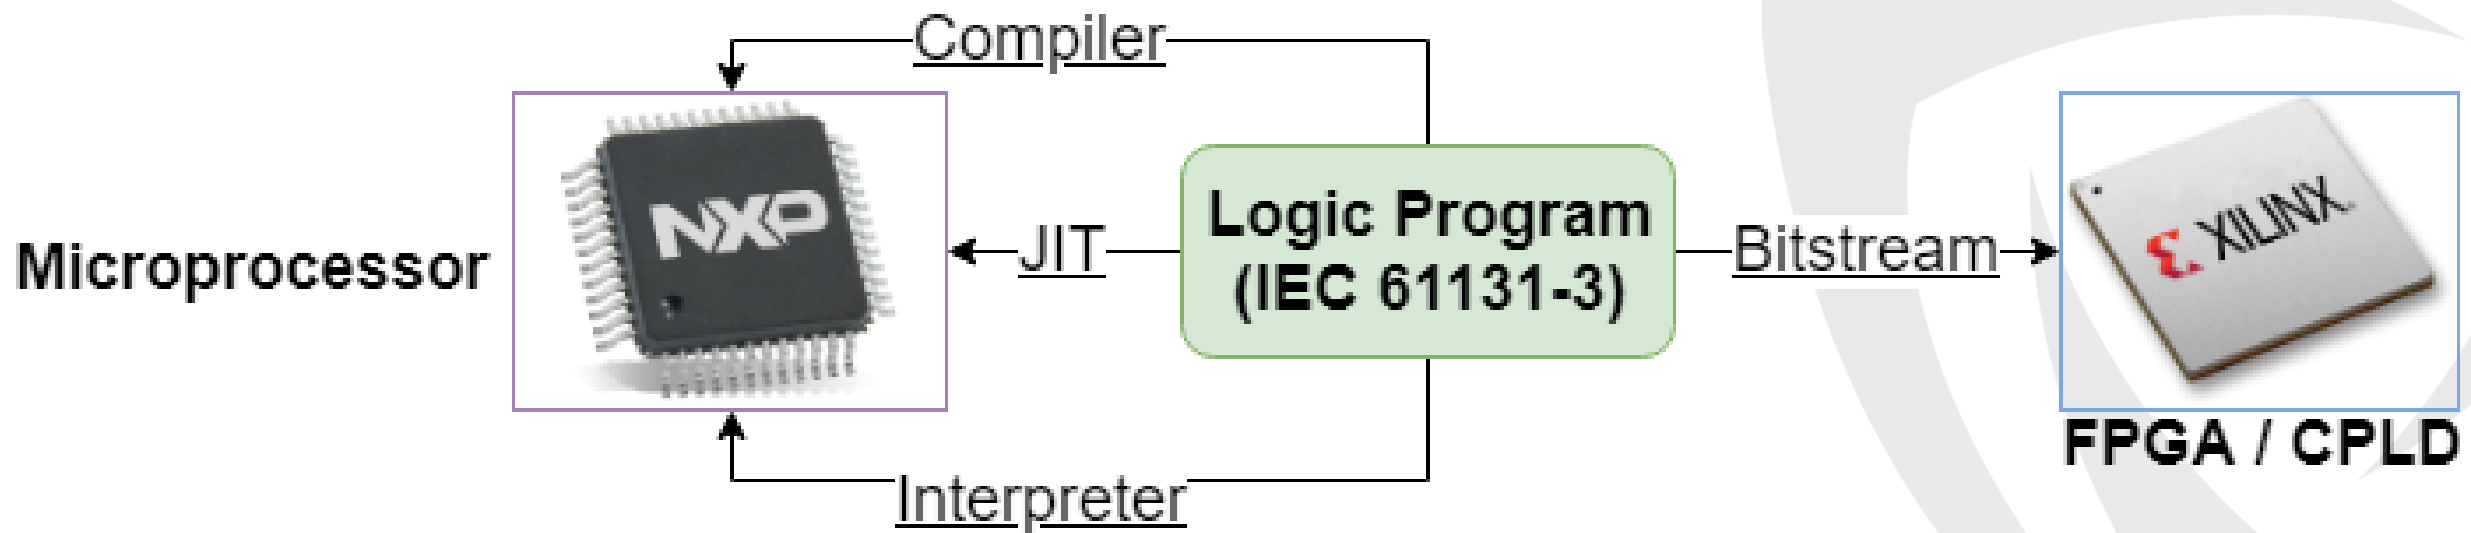 Compiler
Microprocessor
NXP
JIT
Logic Program
(IEC 61131-3)
Bitstream
XILINX
FPGA / CPLD
Interpreter